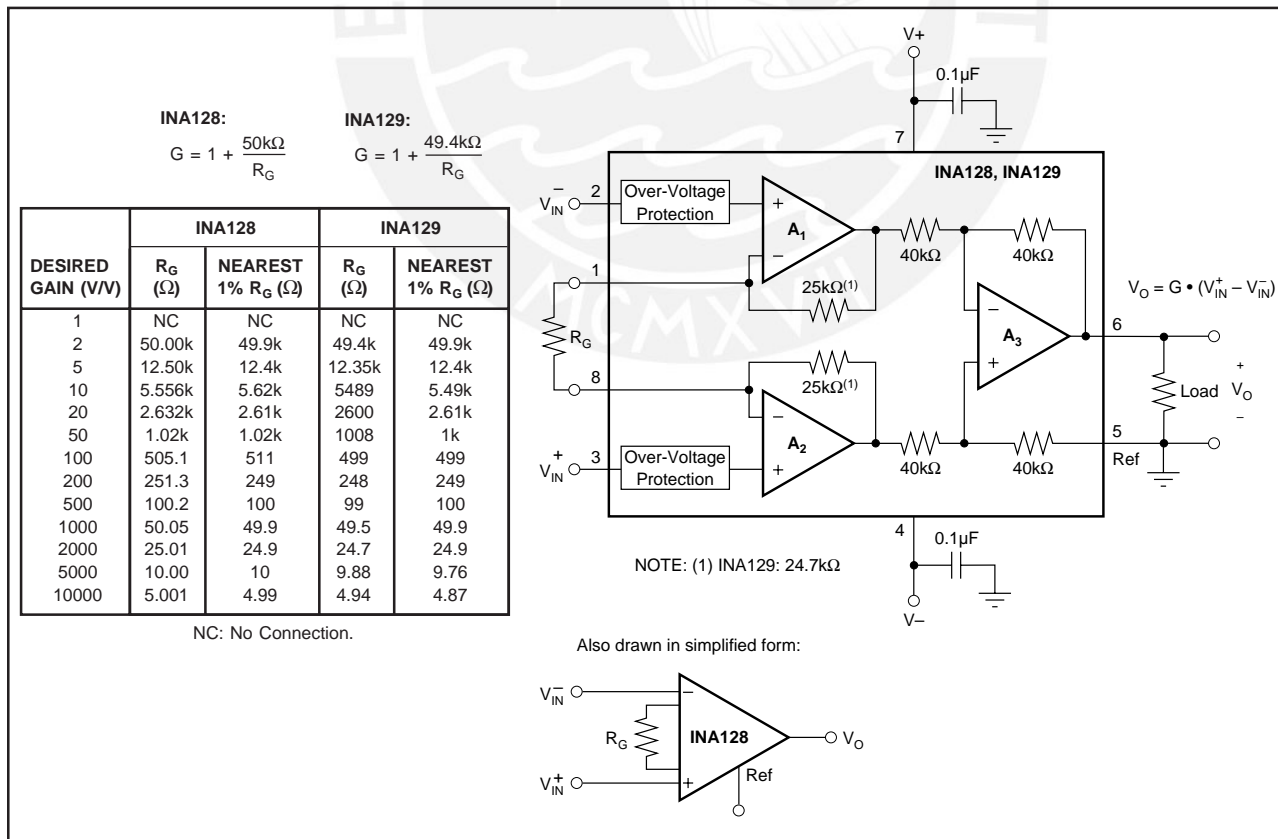 INA128:
G = 1 + 50kΩ / R_G
INA129:
G = 1 + 49.4kΩ / R_G
INA128 INA129
DESIRED GAIN (V/V) R_G (Ω) NEAREST 1% R_G (Ω) R_G (Ω) NEAREST 1% R_G (Ω)
1 NC NC NC NC
2 50.00k 49.9k 49.4k 49.9k
5 12.50k 12.4k 12.35k 12.4k
10 5.556k 5.62k 5489 5.49k
20 2.632k 2.61k 2600 2.61k
50 1.02k 1.02k 1008 1k
100 505.1 511 499 499
200 251.3 249 248 249
500 100.2 100 99 100
1000 50.05 49.9 49.5 49.9
2000 25.01 24.9 24.7 24.9
5000 10.00 10 9.88 9.76
10000 5.001 4.99 4.94 4.87
NC: No Connection.
V+
0.1µF
7
INA128, INA129
V_IN^− 2 Over-Voltage
Protection
+
A_1
−
40kΩ
40kΩ
1
25kΩ(1)
R_G
V_O = G • (V_IN^+ − V_IN^−)
−
A_3
+
6
8
25kΩ(1)
Load
+
V_O
−
−
A_2
+
V_IN^+ 3 Over-Voltage
Protection
40kΩ
40kΩ
5
Ref
4
0.1µF
V−
NOTE: (1) INA129: 24.7kΩ
Also drawn in simplified form:
V_IN^−
−
R_G
INA128
V_O
V_IN^+
+
Ref
MCMXVII